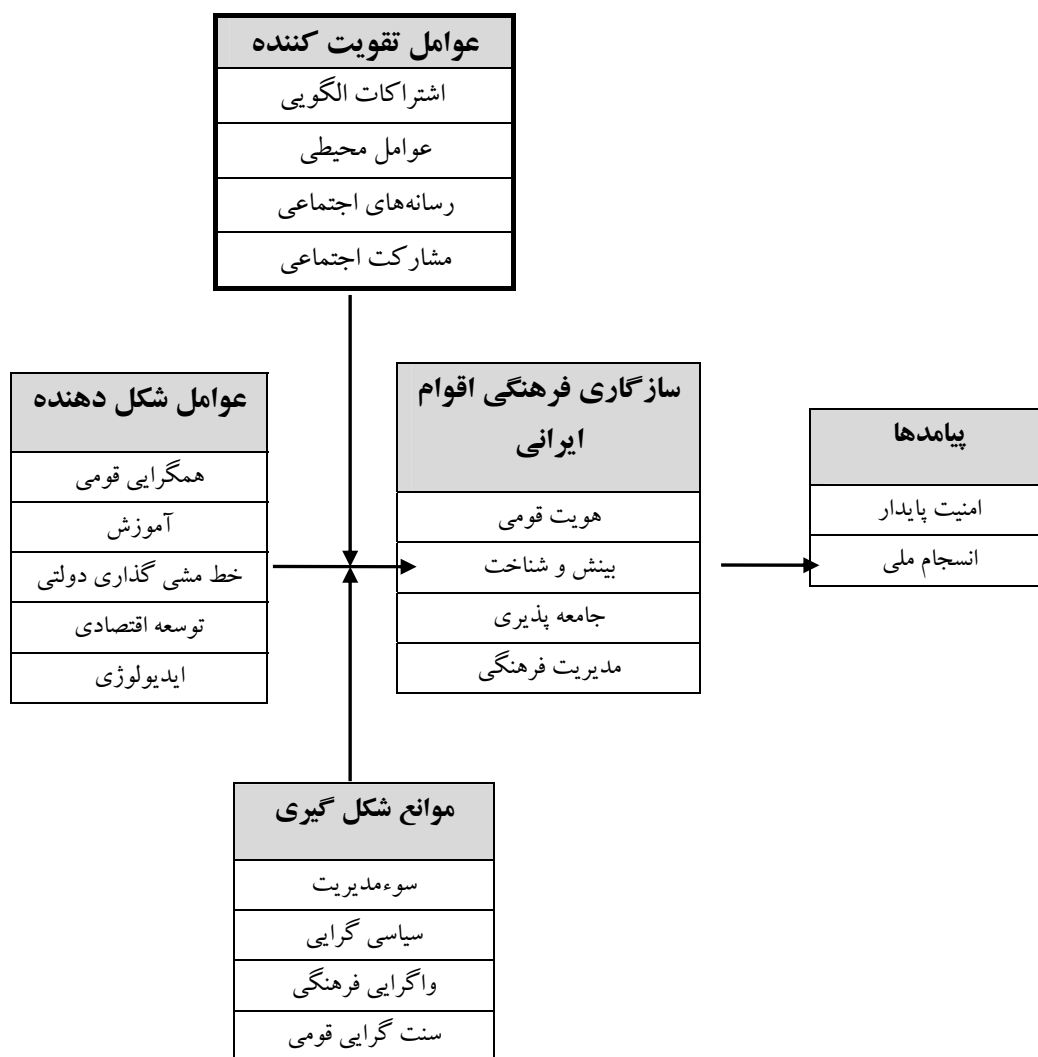 عوامل تقویت کننده
اشتراکات الگویی
عوامل محیطی
رسانه‌های اجتماعی
مشارکت اجتماعی
عوامل شکل دهنده
همگرایی قومی
آموزش
خط مشی گذاری دولتی
توسعه اقتصادی
ایدیولوژی
سازگاری فرهنگی اقوام
ایرانی
هویت قومی
بینش و شناخت
جامعه پذیری
مدیریت فرهنگی
پیامدها
امنیت پایدار
انسجام ملی
موانع شکل گیری
سوءمدیریت
سیاسی گرایی
واگرایی فرهنگی
سنت گرایی قومی